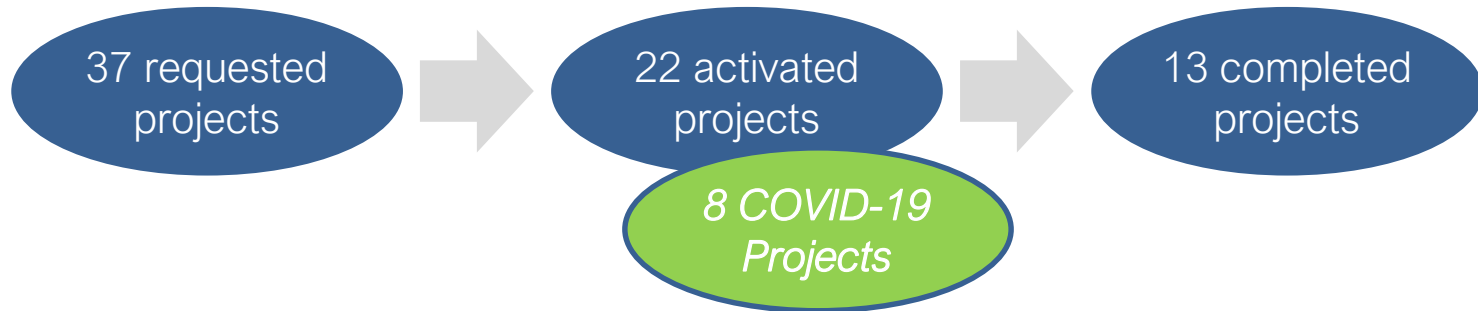 37 requested
projects
22 activated
projects
13 completed
projects
8 COVID-19
Projects